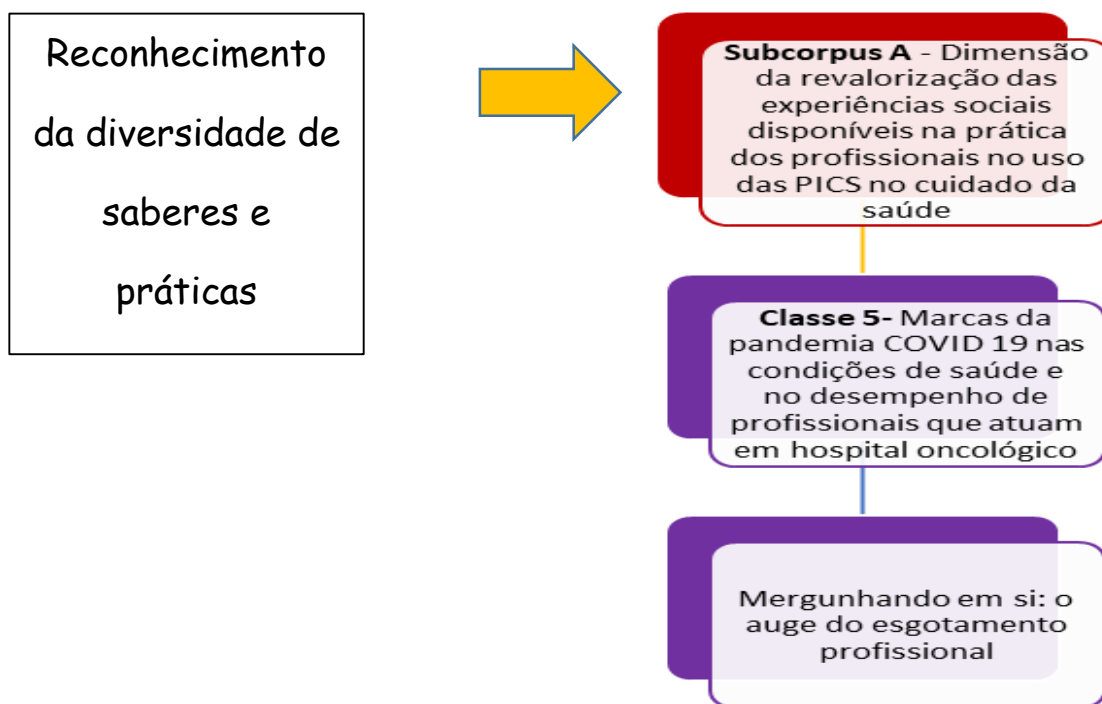 Reconhecimento
da diversidade de
saberes e
práticas
Subcorpus A - Dimensão
da revalorização das
experiências sociais
disponíveis na prática
dos profissionais no uso
das PICS no cuidado da
saúde
Classe 5- Marcas da
pandemia COVID 19 nas
condições de saúde e
no desempenho de
profissionais que atuam
em hospital oncológico
Mergunhando em si: o
auge do esgotamento
profissional